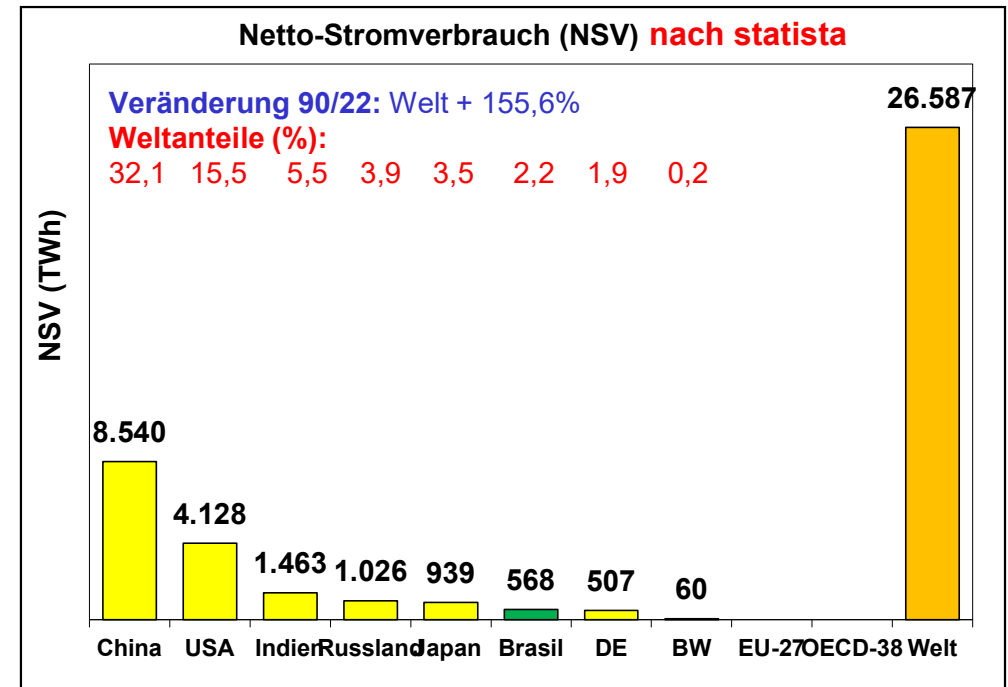 Netto-Stromverbrauch (NSV) nach statista
Veränderung 90/22: Welt + 155,6%
Weltanteile (%):
32,1 15,5 5,5 3,9 3,5 2,2 1,9 0,2
26.587
NSV (TWh)
8.540
4.128
1.463 1.026 939 568 507 60
China USA Indien Russland Japan Brasil DE BW EU-27 OECD-38 Welt